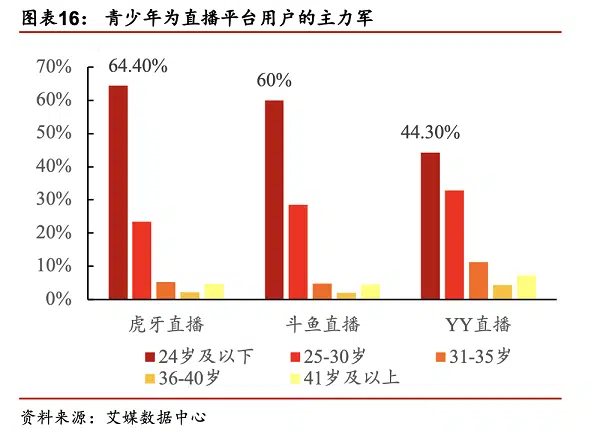 图表16： 青少年为直播平台用户的主力军
70%
60%
50%
40%
30%
20%
10%
0%
64.40%
60%
44.30%
虎牙直播 斗鱼直播 YY直播
24岁及以下 25-30岁 31-35岁
36-40岁 41岁及以上
资料来源：艾媒数据中心